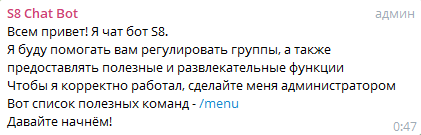 S8 Chat Bot админ
Всем привет! Я чат бот S8.
Я буду помогать вам регулировать группы, а также
предоставлять полезные и развлекательные функции
Чтобы я корректно работал, сделайте меня администратором
Вот список полезных команд - /menu
Давайте начнём! 0:47